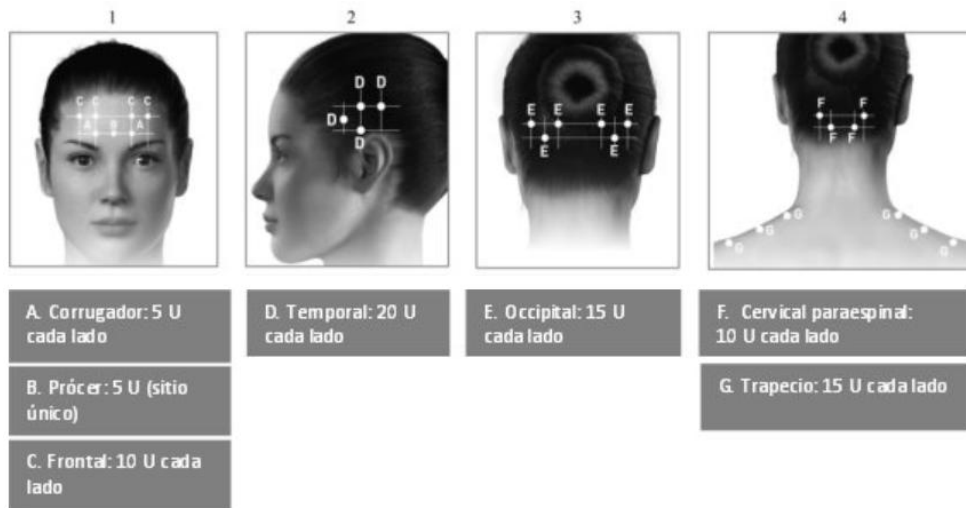 1
2
3
4
C C C C
A B A
D D
D
D
E E E E
E E
F F
F F
G G
G G
G G
A. Corrugador: 5 U
cada lado
B. Prócer: 5 U (sitio
único)
C. Frontal: 10 U cada
lado
D. Temporal: 20 U
cada lado
E. Occipital: 15 U
cada lado
F. Cervical paraespinal:
10 U cada lado
G. Trapecio: 15 U cada lado